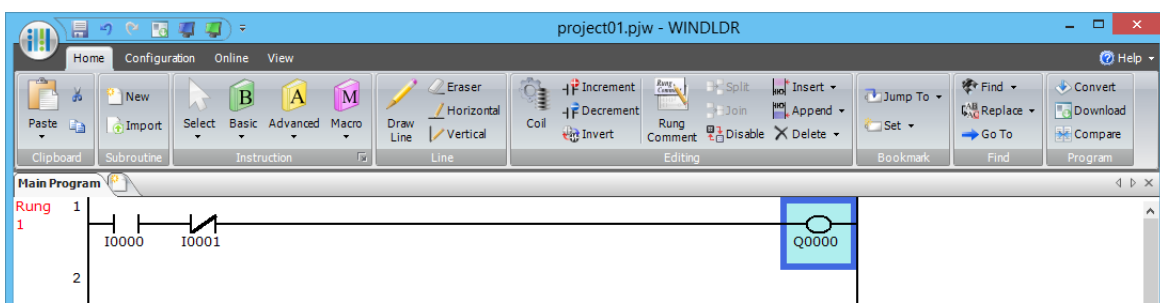 project01.pjw - WINDLDR
Home Configuration Online View Help
Paste
Clipboard
New
Import
Subroutine
Select Basic Advanced Macro
B A M
Instruction
Draw Line
Eraser
Horizontal
Vertical
Line
Coil
Increment
Decrement
Invert
Rung Comment
Split
Join
Disable
Insert
Append
Delete
Editing
Jump To
Set
Bookmark
Find
Replace
Go To
Find
Convert
Download
Compare
Program
Main Program
Rung 1
1
I0000 I0001 Q0000
2